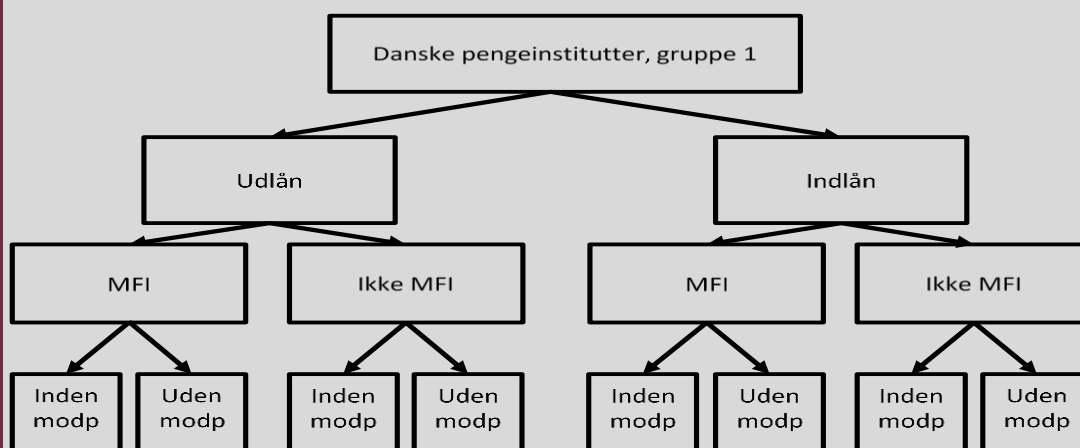 Danske pengeinstitutter, gruppe 1
Udlån
Indlån
MFI
Ikke MFI
MFI
Ikke MFI
Inden
modp
Uden
modp
Inden
modp
Uden
modp
Inden
modp
Uden
modp
Inden
modp
Uden
modp